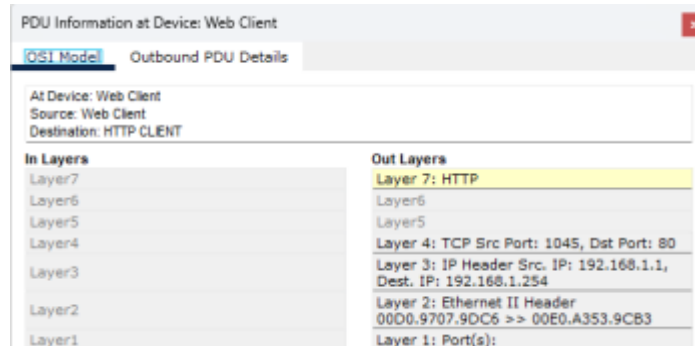 PDU Information at Device: Web Client
OSI Model Outbound PDU Details
At Device: Web Client
Source: Web Client
Destination: HTTP CLIENT
In Layers Out Layers
Layer7 Layer 7: HTTP
Layer6 Layer6
Layer5 Layer5
Layer4 Layer 4: TCP Src Port: 1045, Dst Port: 80
Layer3 Layer 3: IP Header Src. IP: 192.168.1.1,
Dest. IP: 192.168.1.254
Layer2 Layer 2: Ethernet II Header
00D0.9707.9DC6 >> 00E0.A353.9CB3
Layer1 Layer 1: Port(s):